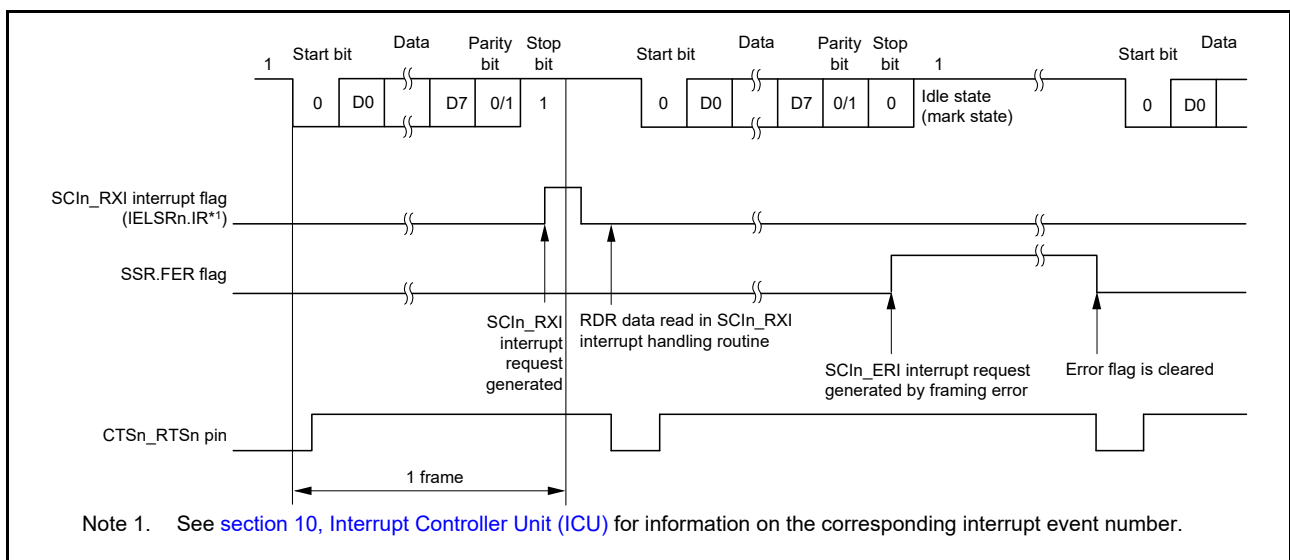 1
Start bit
Data
Parity
bit
Stop
bit
Start bit
Data
Parity
bit
Stop
bit
1
Start bit
Data
0
D0
D7
0/1
1
0
D0
D7
0/1
0
Idle state
(mark state)
0
D0
SCIn_RXI interrupt flag
(IELSRn.IR*1)
SSR.FER flag
SCIn_RXI
interrupt
request
generated
RDR data read in SCIn_RXI
interrupt handling routine
SCIn_ERI interrupt request
generated by framing error
Error flag is cleared
CTSn_RTSn pin
1 frame
Note 1. See section 10, Interrupt Controller Unit (ICU) for information on the corresponding interrupt event number.